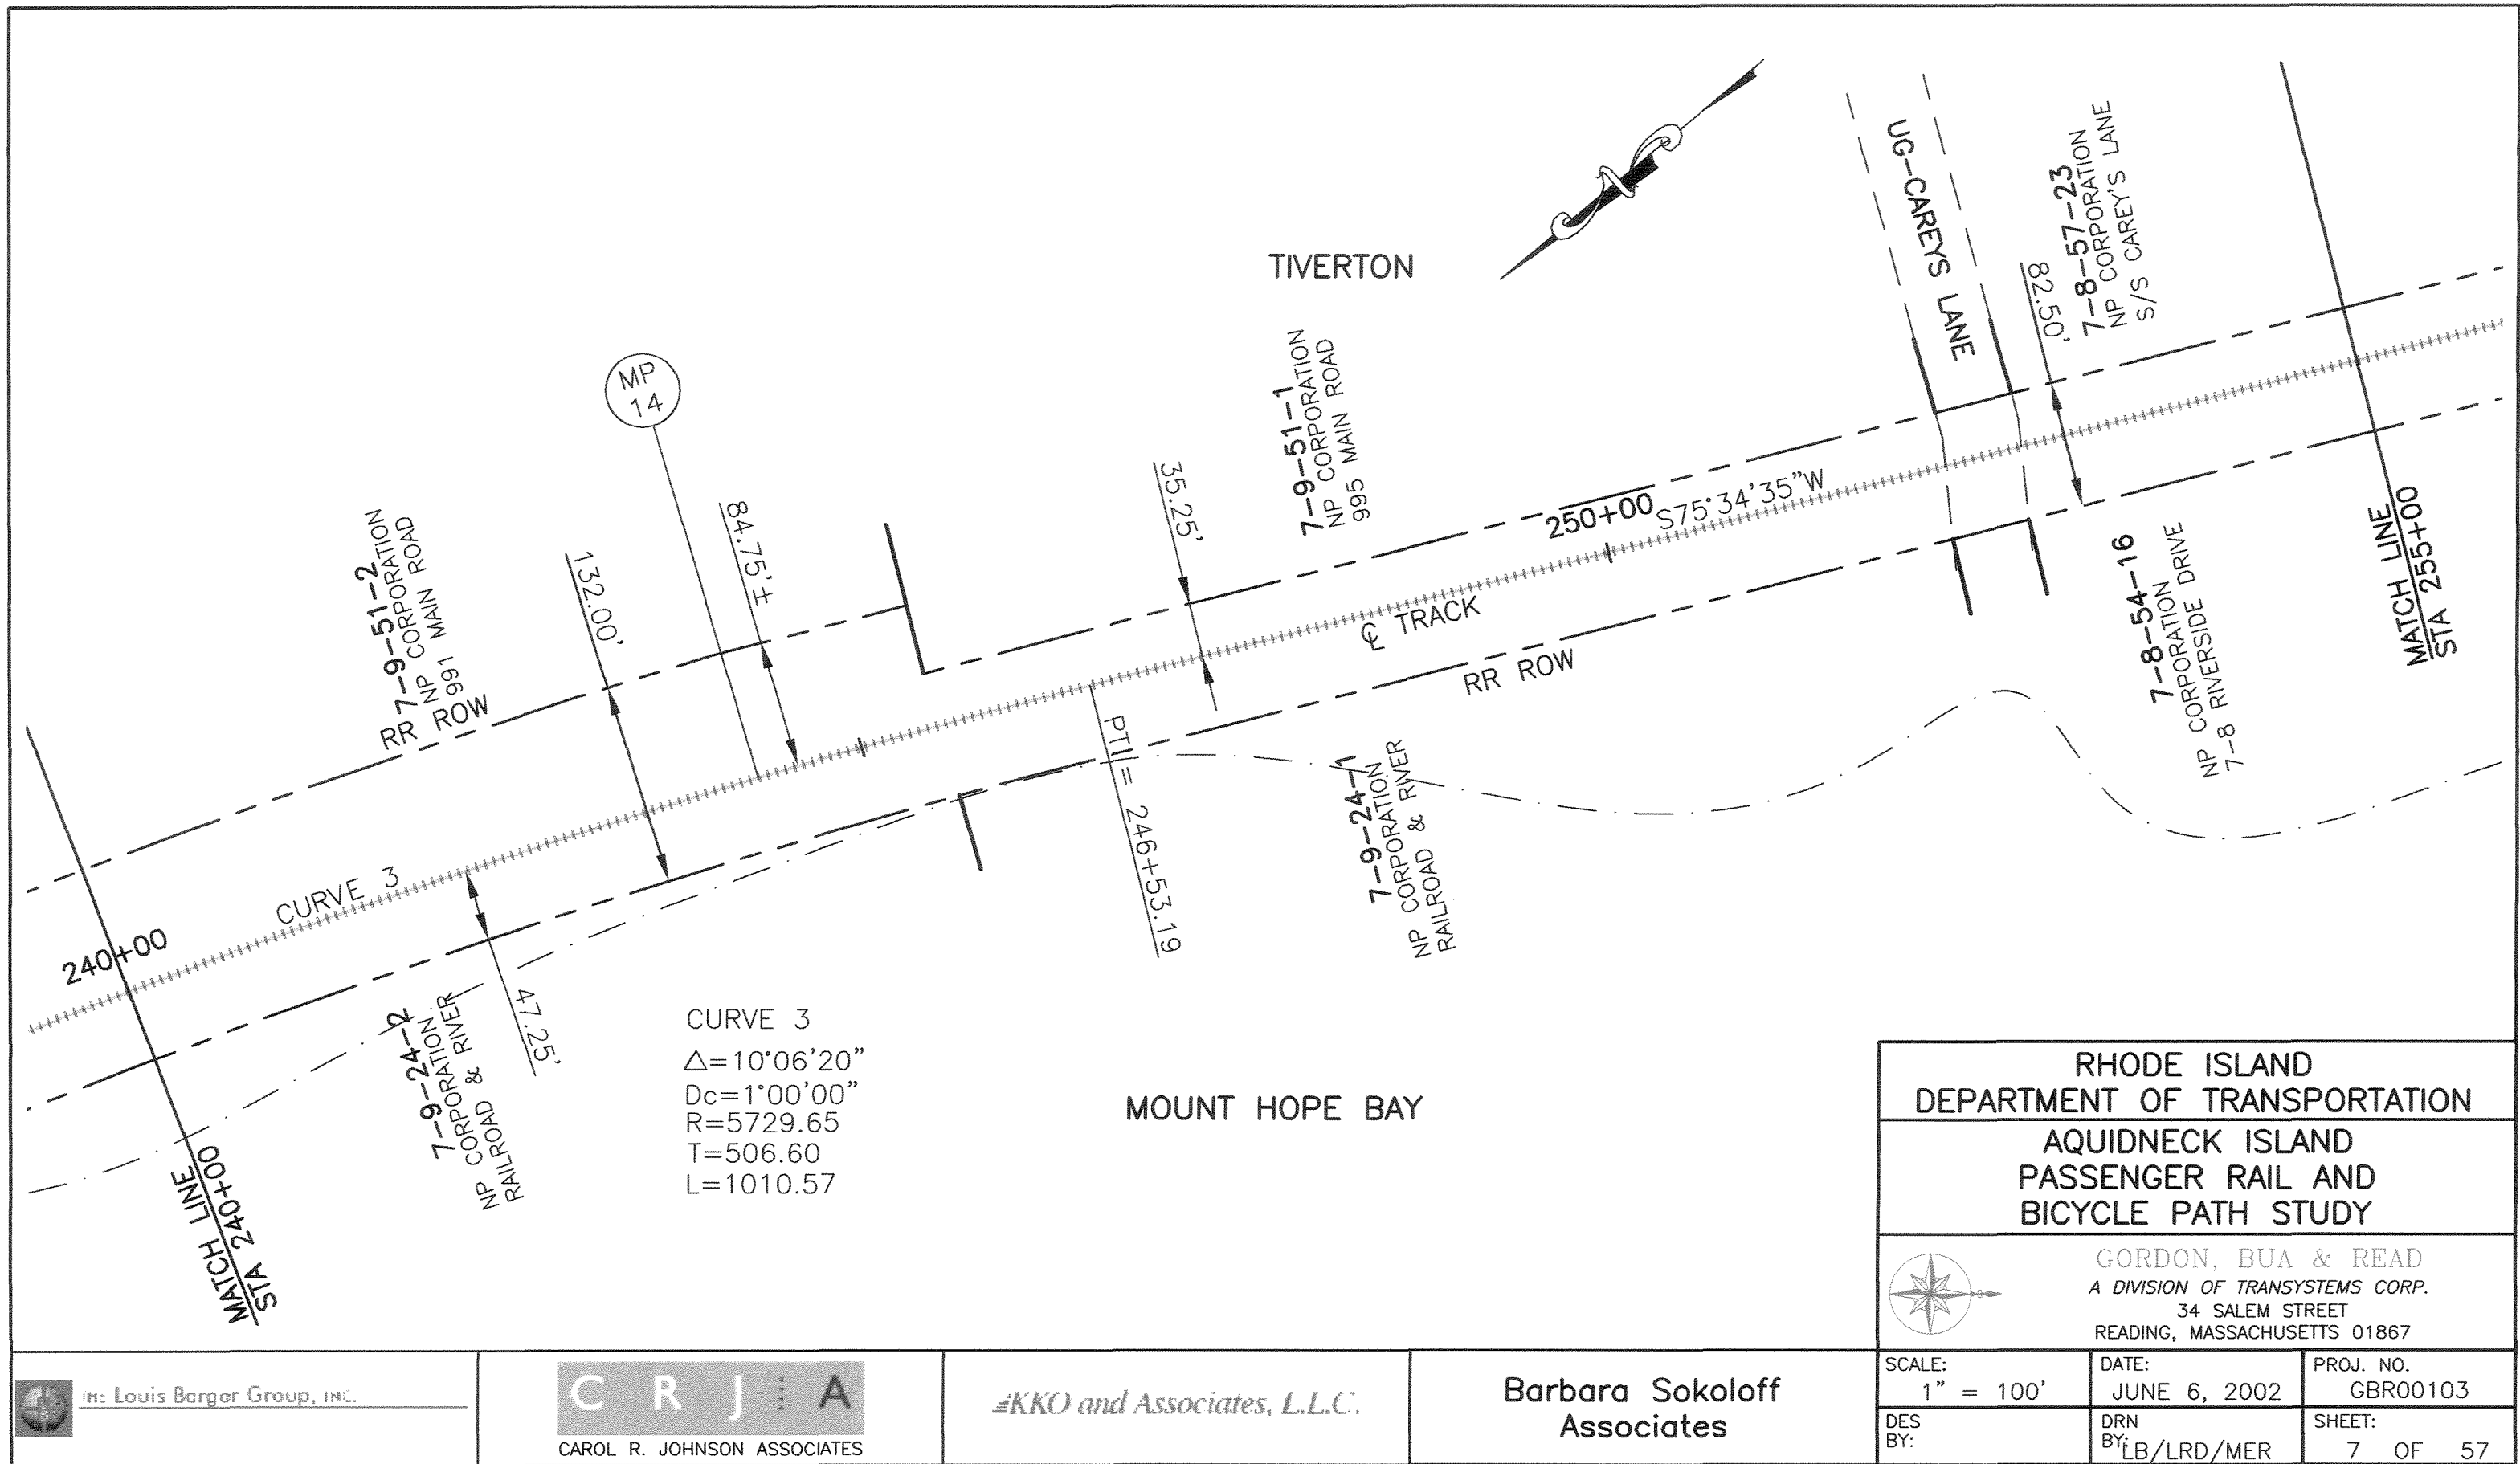 TIVERTON
UG-CAREYS LANE
7-8-57-23
NP CORPORATION
S/S CAREY'S LANE
82.50'
MP
14
84.75'±
132.00'
7-9-51-2
NP CORPORATION
991 MAIN ROAD
RR ROW
35.25'
7-9-51-1
NP CORPORATION
995 MAIN ROAD
250+00
S75°34'35"W
℄ TRACK
RR ROW
MATCH LINE
STA 255+00
7-8-54-16
NP CORPORATION
7-8 RIVERSIDE DRIVE
7-9-24-1
NP CORPORATION
RAILROAD & RIVER
PT = 246+53.19
CURVE 3
240+00
47.25'
7-9-24-2
NP CORPORATION
RAILROAD & RIVER
MATCH LINE
STA 240+00
CURVE 3
△=10°06'20"
Dc=1°00'00"
R=5729.65
T=506.60
L=1010.57
MOUNT HOPE BAY
RHODE ISLAND
DEPARTMENT OF TRANSPORTATION
AQUIDNECK ISLAND
PASSENGER RAIL AND
BICYCLE PATH STUDY
GORDON, BUA & READ
A DIVISION OF TRANSYSTEMS CORP.
34 SALEM STREET
READING, MASSACHUSETTS 01867
THE Louis Berger Group, INC.
C R J A
CAROL R. JOHNSON ASSOCIATES
KKO and Associates, L.L.C.
Barbara Sokoloff
Associates
SCALE:
1" = 100'
DATE:
JUNE 6, 2002
PROJ. NO.
GBR00103
DES
BY:
DRN
BY: LB/LRD/MER
SHEET:
7 OF 57